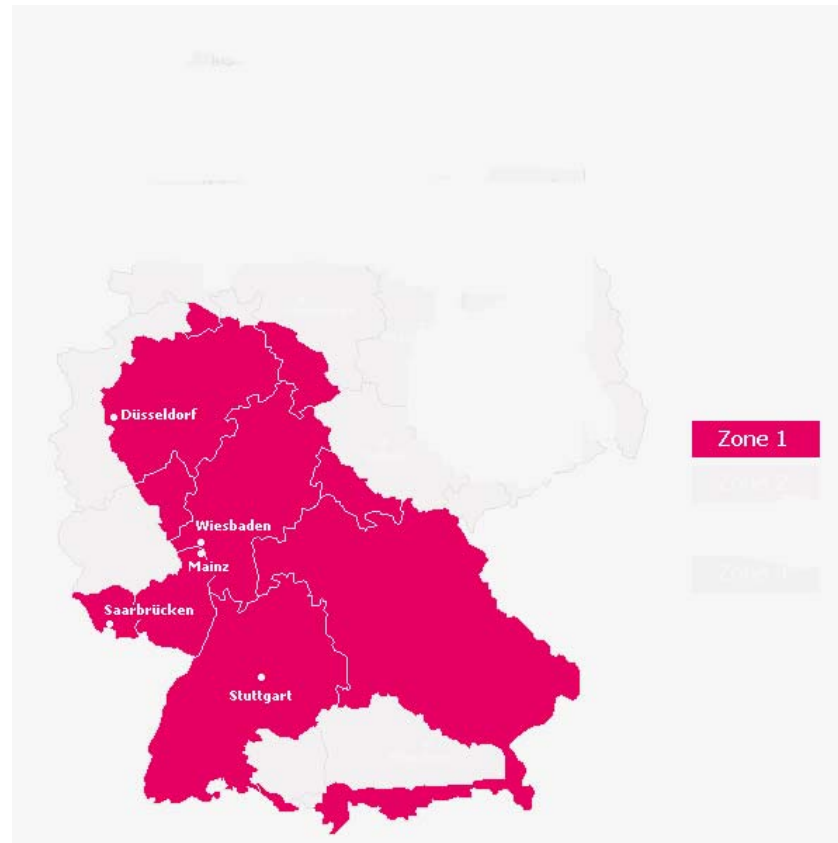 Düsseldorf
Zone 1
Wiesbaden
Mainz
Saarbrücken
Stuttgart